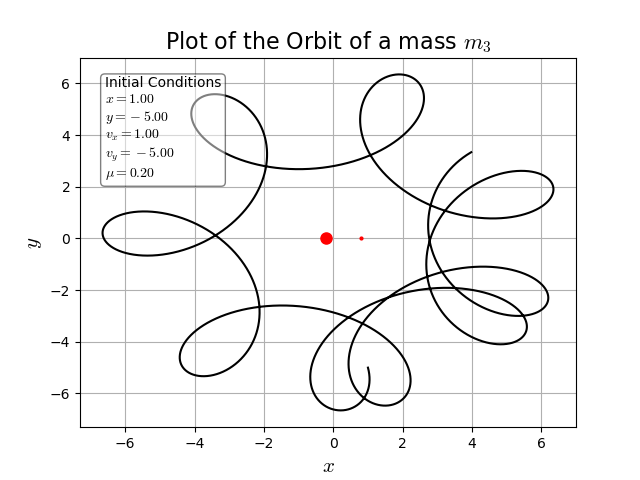 Plot of the Orbit of a mass m₃
Initial Conditions
x = 1.00
y = −5.00
vₓ = 1.00
v_y = −5.00
μ = 0.20
6
4
2
0
−2
−4
−6
y
−6 −4 −2 0 2 4 6
x